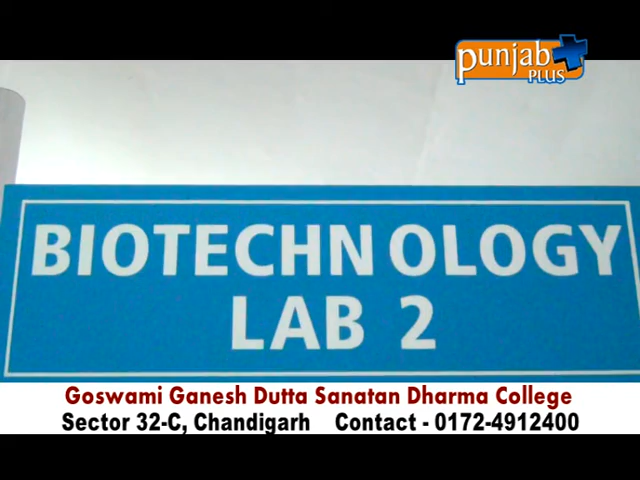 punjab
PLUS
BIOTECHNOLOGY
LAB 2
Goswami Ganesh Dutta Sanatan Dharma College
Sector 32-C, Chandigarh Contact - 0172-4912400